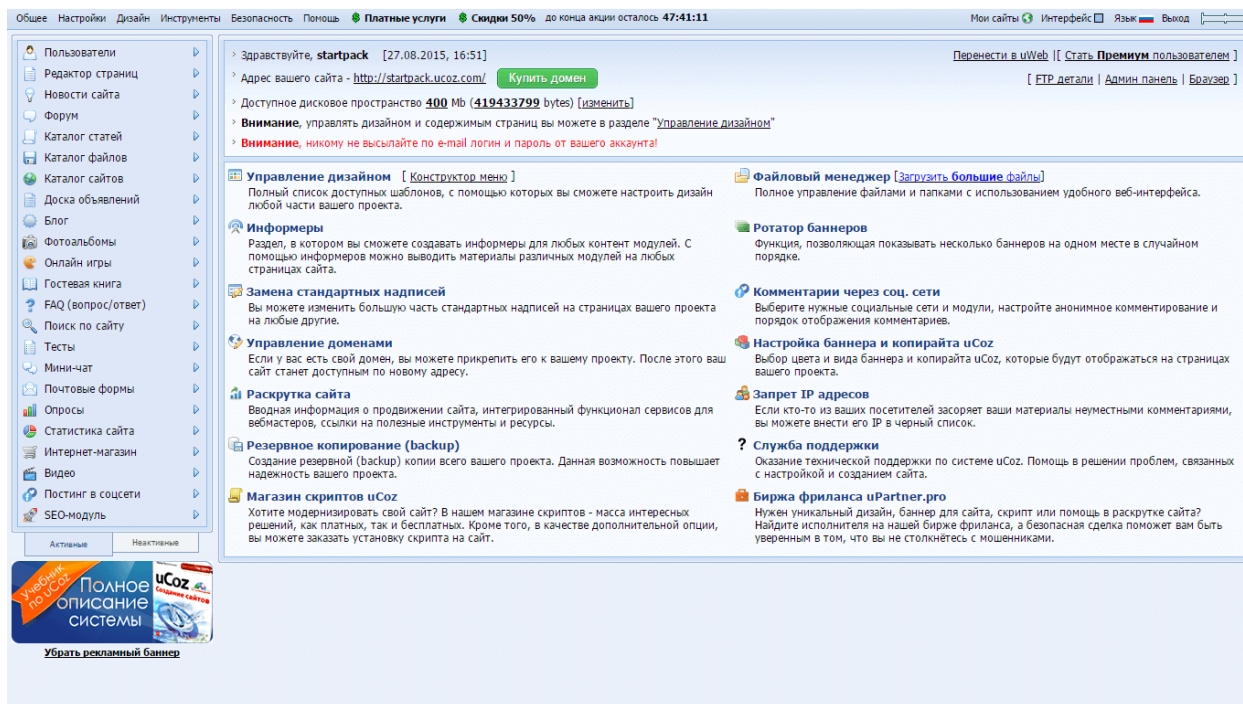 Общее Настройки Дизайн Инструменты Безопасность Помощь Платные услуги Скидки 50% до конца акции осталось 47:41:11 Мои сайты Интерфейс Язык Выход
Пользователи
Редактор страниц
Новости сайта
Форум
Каталог статей
Каталог файлов
Каталог сайтов
Доска объявлений
Блог
Фотоальбомы
Онлайн игры
Гостевая книга
FAQ (вопрос/ответ)
Поиск по сайту
Тесты
Мини-чат
Почтовые формы
Опросы
Статистика сайта
Интернет-магазин
Видео
Постинг в соцсети
SEO-модуль
Активные Неактивные
Учебник
по uCoz
Полное
описание
системы
uCoz
Создание сайтов
Убрать рекламный баннер
Здравствуйте, startpack [27.08.2015, 16:51]
Перенести в uWeb |[ Стать Премиум пользователем ]
Адрес вашего сайта - http://startpack.ucoz.com/ Купить домен
[ FTP детали | Админ панель | Браузер ]
Доступное дисковое пространство 400 Mb (419433799 bytes) [изменить]
Внимание, управлять дизайном и содержимым страниц вы можете в разделе "Управление дизайном"
Внимание, никому не высылайте по e-mail логин и пароль от вашего аккаунта!
Управление дизайном [ Конструктор меню ]
Полный список доступных шаблонов, с помощью которых вы сможете настроить дизайн
любой части вашего проекта.
Информеры
Раздел, в котором вы сможете создавать информеры для любых контент модулей. С
помощью информеров можно выводить материалы различных модулей на любых
страницах сайта.
Замена стандартных надписей
Вы можете изменить большую часть стандартных надписей на страницах вашего проекта
на любые другие.
Управление доменами
Если у вас есть свой домен, вы можете прикрепить его к вашему проекту. После этого ваш
сайт станет доступным по новому адресу.
Раскрутка сайта
Вводная информация о продвижении сайта, интегрированный функционал сервисов для
вебмастеров, ссылки на полезные инструменты и ресурсы.
Резервное копирование (backup)
Создание резервной (backup) копии всего вашего проекта. Данная возможность повышает
надежность вашего проекта.
Магазин скриптов uCoz
Хотите модернизировать свой сайт? В нашем магазине скриптов - масса интересных
решений, как платных, так и бесплатных. Кроме того, в качестве дополнительной опции,
вы можете заказать установку скрипта на сайт.
Файловый менеджер [Загрузить большие файлы]
Полное управление файлами и папками с использованием удобного веб-интерфейса.
Ротатор баннеров
Функция, позволяющая показывать несколько баннеров на одном месте в случайном
порядке.
Комментарии через соц. сети
Выберите нужные социальные сети и модули, настройте анонимное комментирование и
порядок отображения комментариев.
Настройка баннера и копирайта uCoz
Выбор цвета и вида баннера и копирайта uCoz, которые будут отображаться на страницах
вашего проекта.
Запрет IP адресов
Если кто-то из ваших посетителей засоряет ваши материалы неуместными комментариями,
вы можете внести его IP в черный список.
Служба поддержки
Оказание технической поддержки по системе uCoz. Помощь в решении проблем, связанных
с настройкой и созданием сайта.
Биржа фриланса uPartner.pro
Нужен уникальный дизайн, баннер для сайта, скрипт или помощь в раскрутке сайта?
Найдите исполнителя на нашей бирже фриланса, а безопасная сделка поможет вам быть
уверенным в том, что вы не столкнётесь с мошенниками.